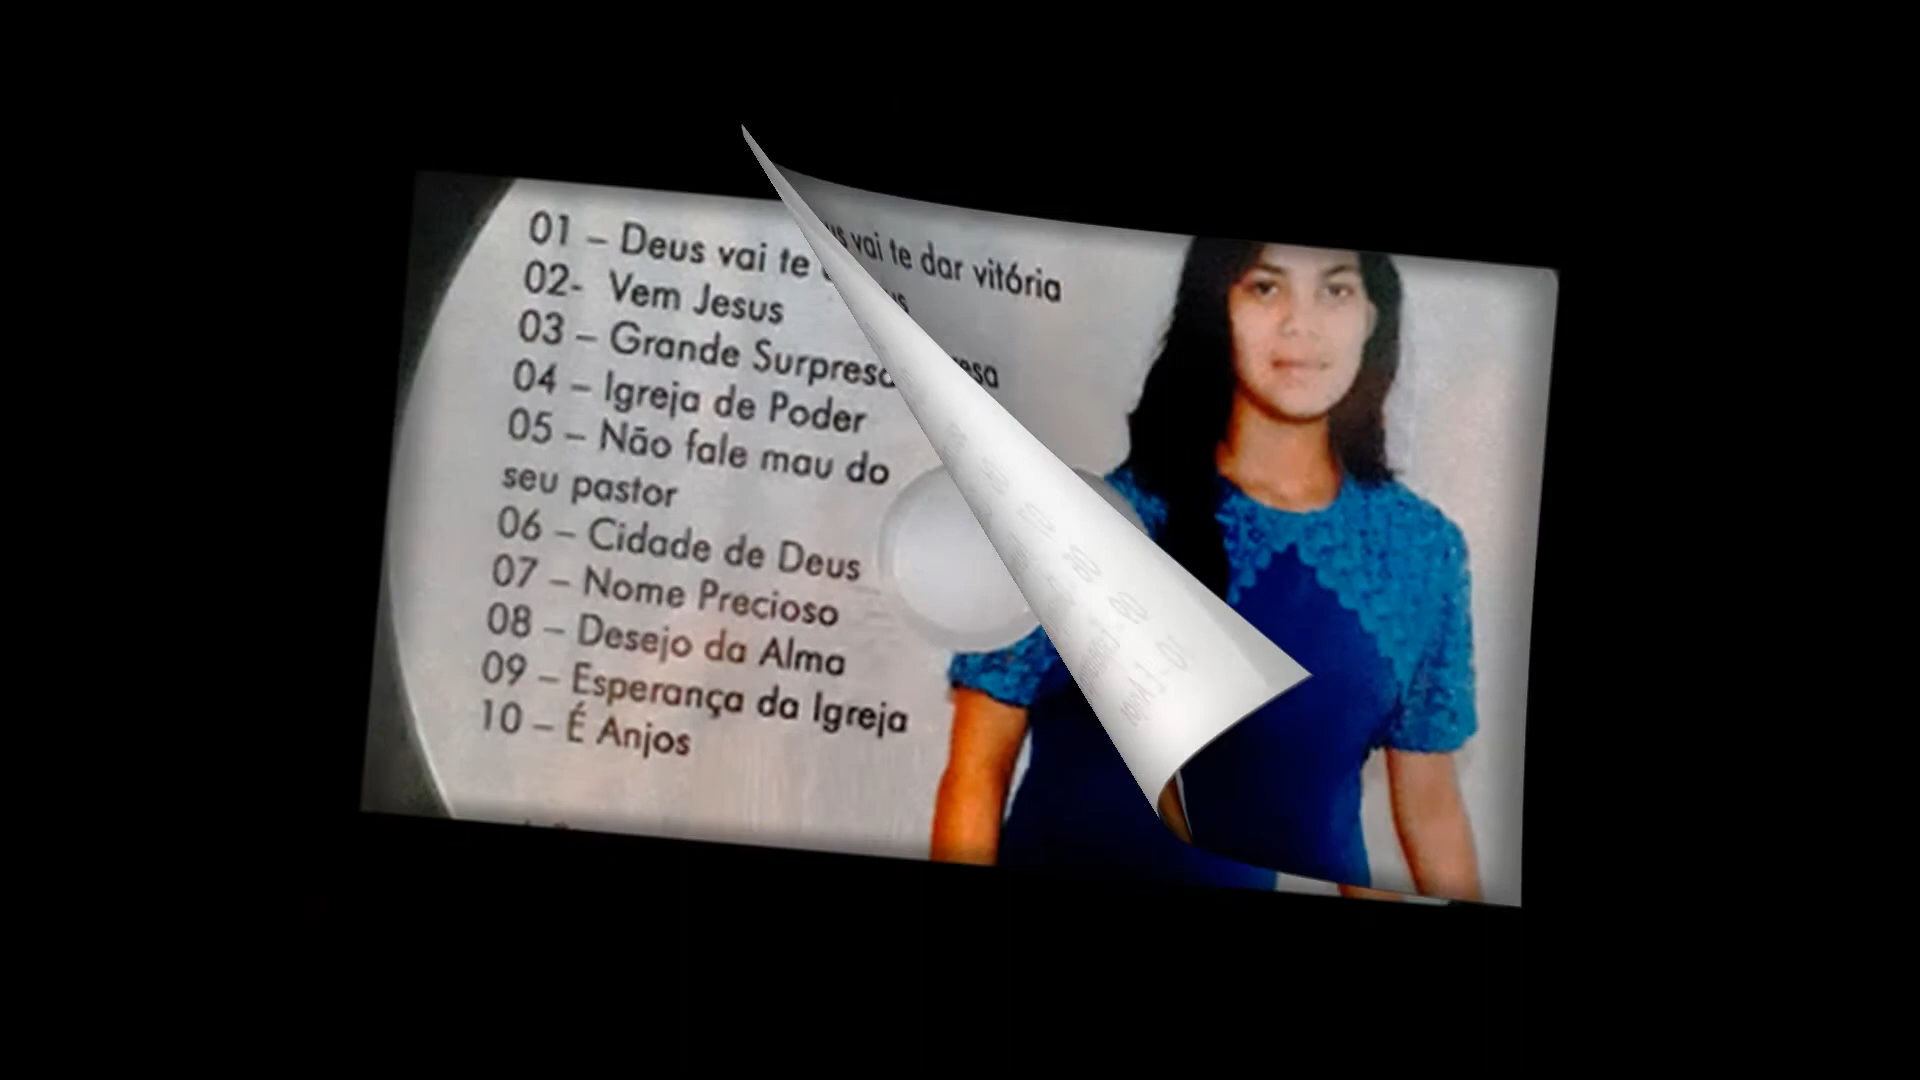 01 – Deus vai te
vai te dar vitória
02- Vem Jesus
03 – Grande Surpresa
04 – Igreja de Poder
05 – Não fale mau do
seu pastor
06 – Cidade de Deus
07 – Nome Precioso
08 – Desejo da Alma
09 – Esperança da Igreja
10 – É Anjos